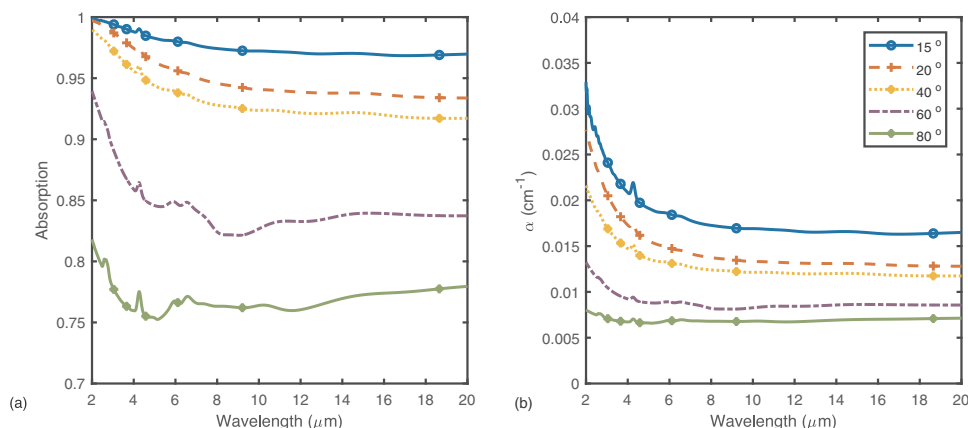 1
0.95
0.9
0.85
0.8
0.75
0.7
Absorption
2 4 6 8 10 12 14 16 18 20
Wavelength (μm)
(a)
0.04
0.035
0.03
0.025
0.02
0.015
0.01
0.005
0
α (cm⁻¹)
2 4 6 8 10 12 14 16 18 20
Wavelength (μm)
(b)
15 º
20 º
40 º
60 º
80 º